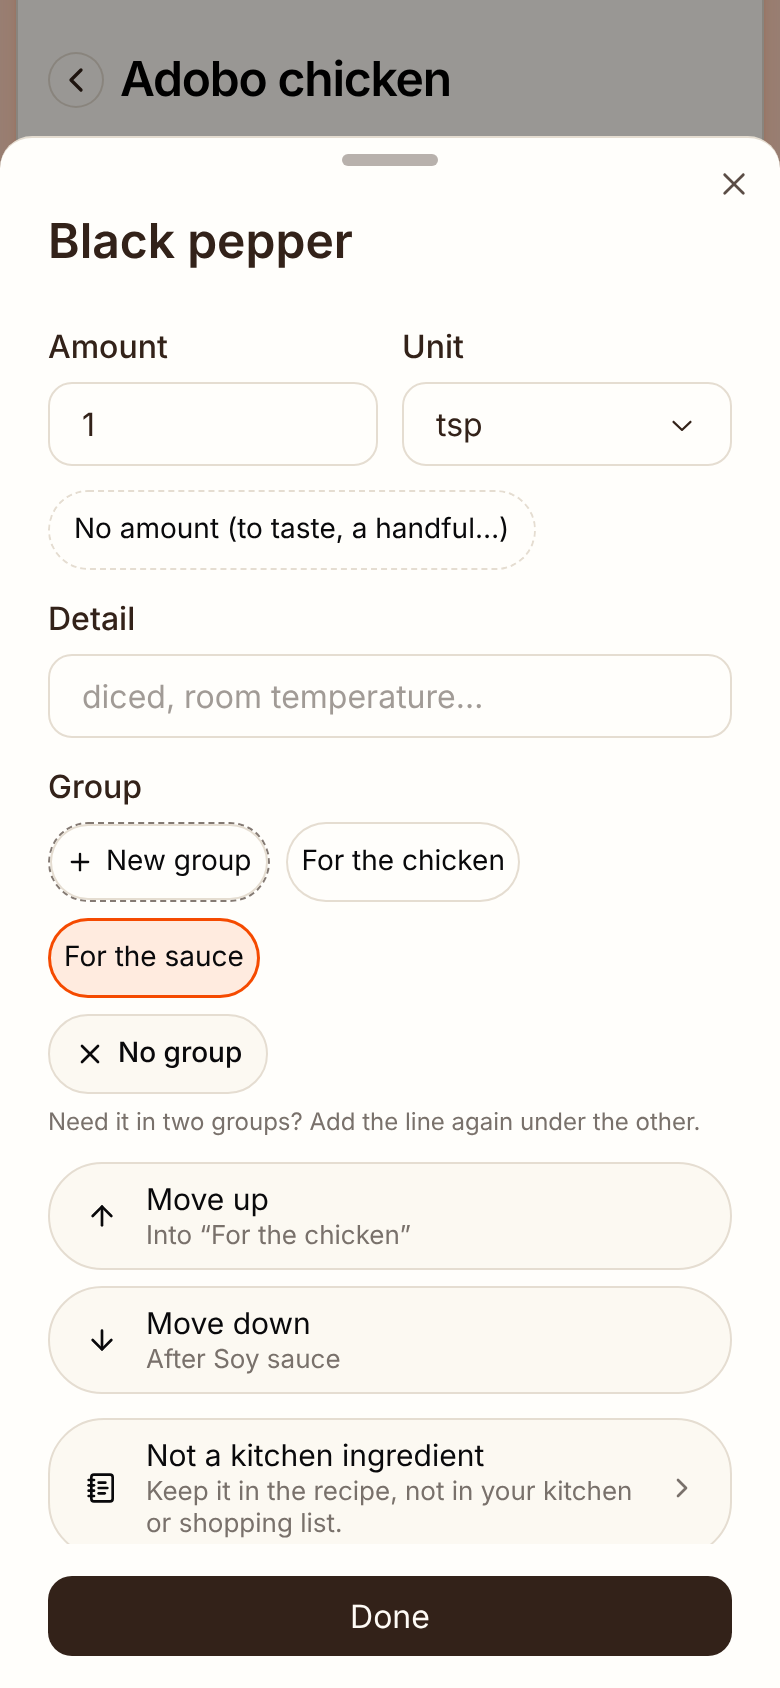 Adobo chicken
Black pepper
Amount
Unit
1
tsp
No amount (to taste, a handful...)
Detail
diced, room temperature...
Group
+ New group
For the chicken
For the sauce
No group
Need it in two groups? Add the line again under the other.
Move up
Into “For the chicken”
Move down
After Soy sauce
Not a kitchen ingredient
Keep it in the recipe, not in your kitchen
or shopping list.
Done